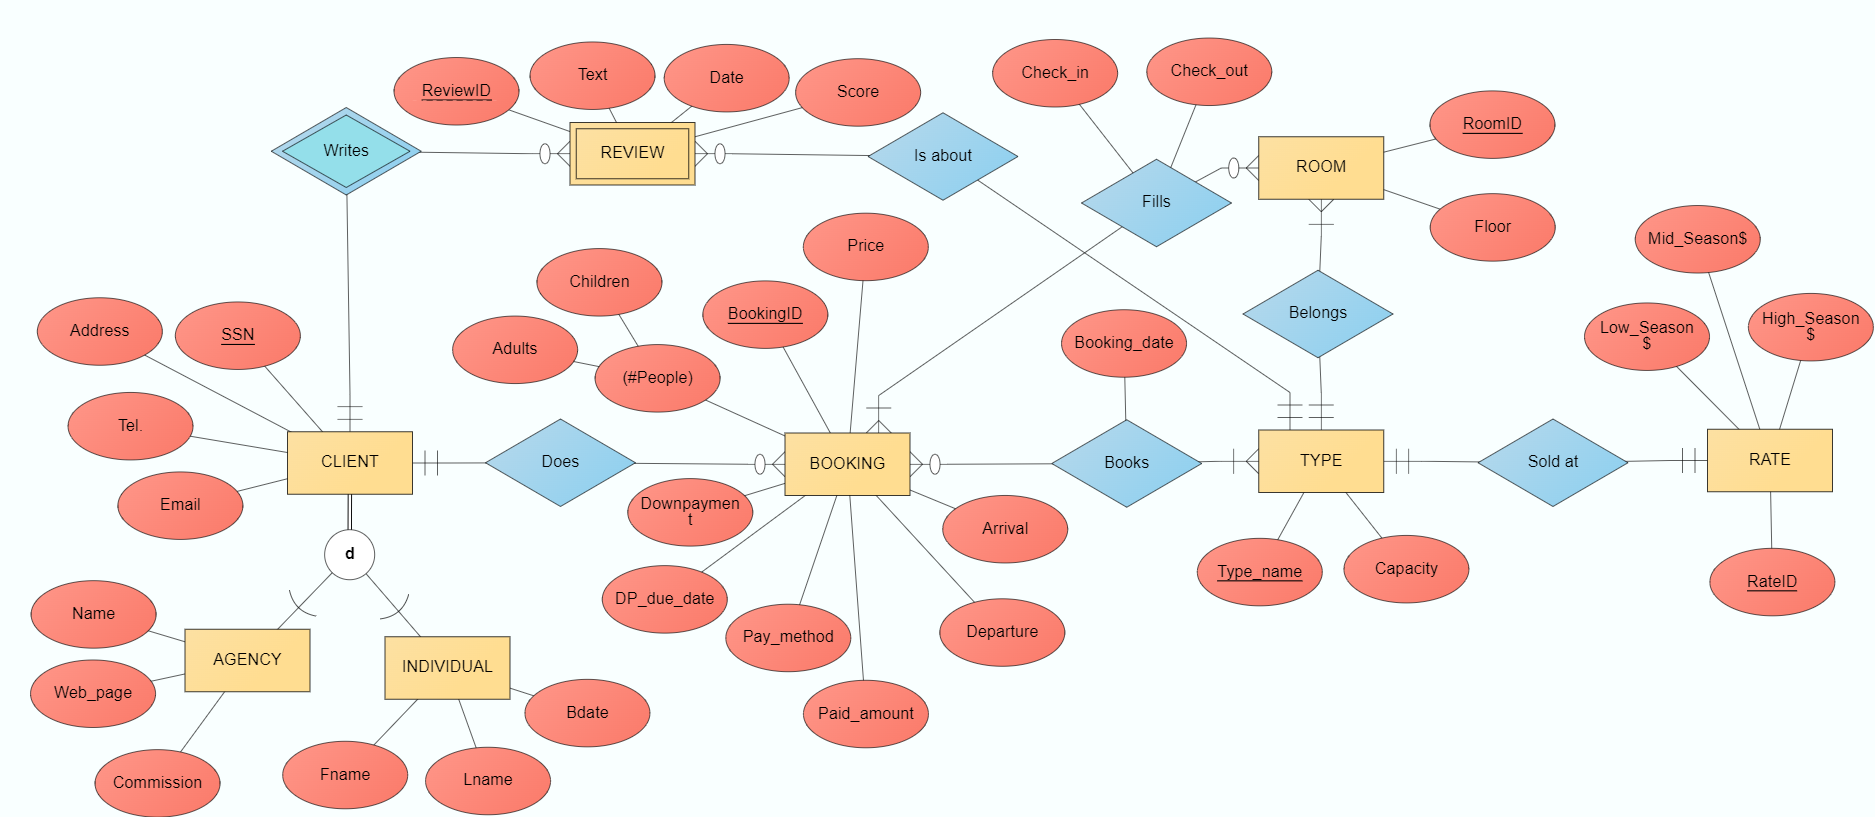 Check_in
Check_out
ReviewID
Text
Date
Score
RoomID
Writes
REVIEW
Is about
ROOM
Fills
Floor
Mid_Season$
Price
Children
BookingID
Belongs
Address
SSN
Adults
(#People)
Booking_date
Low_Season
$
High_Season
$
Tel.
CLIENT
Does
BOOKING
Books
TYPE
Sold at
RATE
Email
Downpaymen
t
Arrival
d
Type_name
Capacity
RateID
Name
DP_due_date
Pay_method
Departure
AGENCY
INDIVIDUAL
Web_page
Bdate
Paid_amount
Commission
Fname
Lname